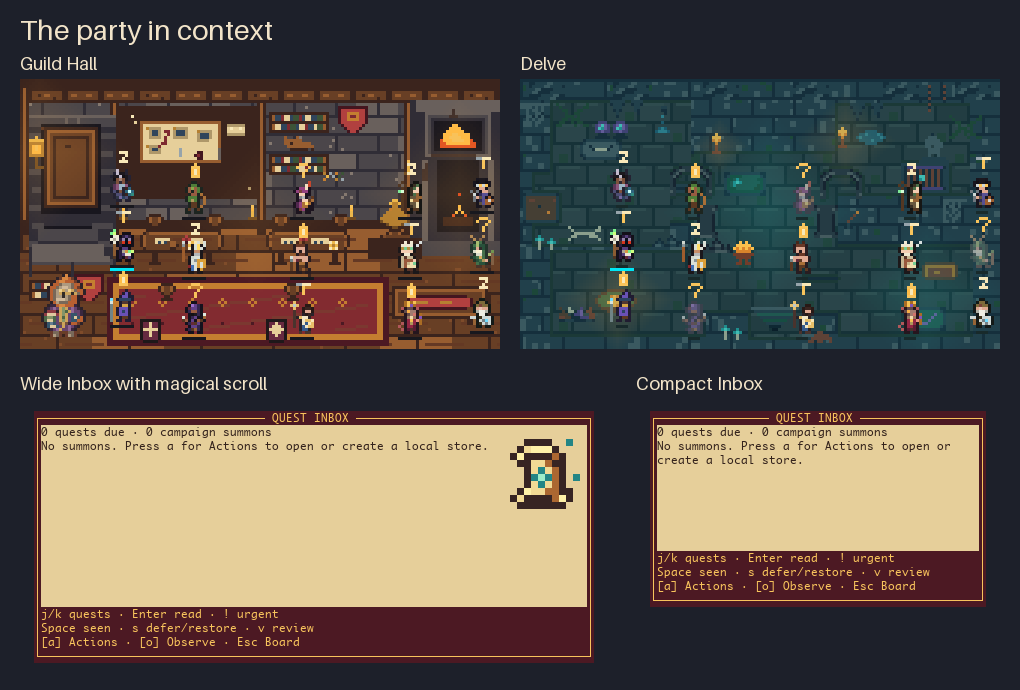 The party in context
Guild Hall
Delve
Z
?
Z
T
T
Z
T
?
?
T
Z
Z
?
Z
T
T
Z
T
?
?
T
Z
Wide Inbox with magical scroll
Compact Inbox
QUEST INBOX
0 quests due · 0 campaign summons
No summons. Press a for Actions to open or create a local store.
j/k quests · Enter read · ! urgent
Space seen · s defer/restore · v review
[a] Actions · [o] Observe · Esc Board
QUEST INBOX
0 quests due · 0 campaign summons
No summons. Press a for Actions to open or
create a local store.
j/k quests · Enter read · ! urgent
Space seen · s defer/restore · v review
[a] Actions · [o] Observe · Esc Board